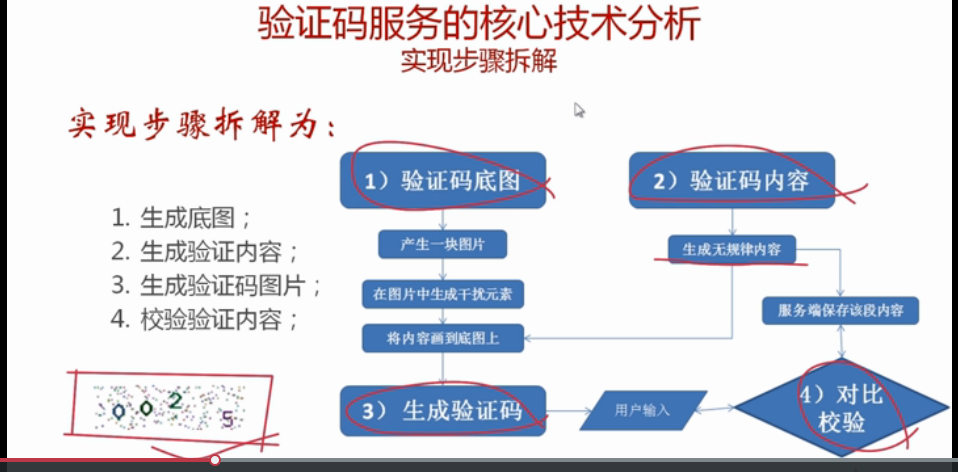 验证码服务的核心技术分析
实现步骤拆解
实现步骤拆解为：
1. 生成底图；
2. 生成验证内容；
3. 生成验证码图片；
4. 校验验证内容；
0 0 2 5
1）验证码底图
产生一块图片
在图片中生成干扰元素
将内容画到底图上
3）生成验证码
2）验证码内容
生成无规律内容
服务端保存该段内容
用户输入
4）对比
校验